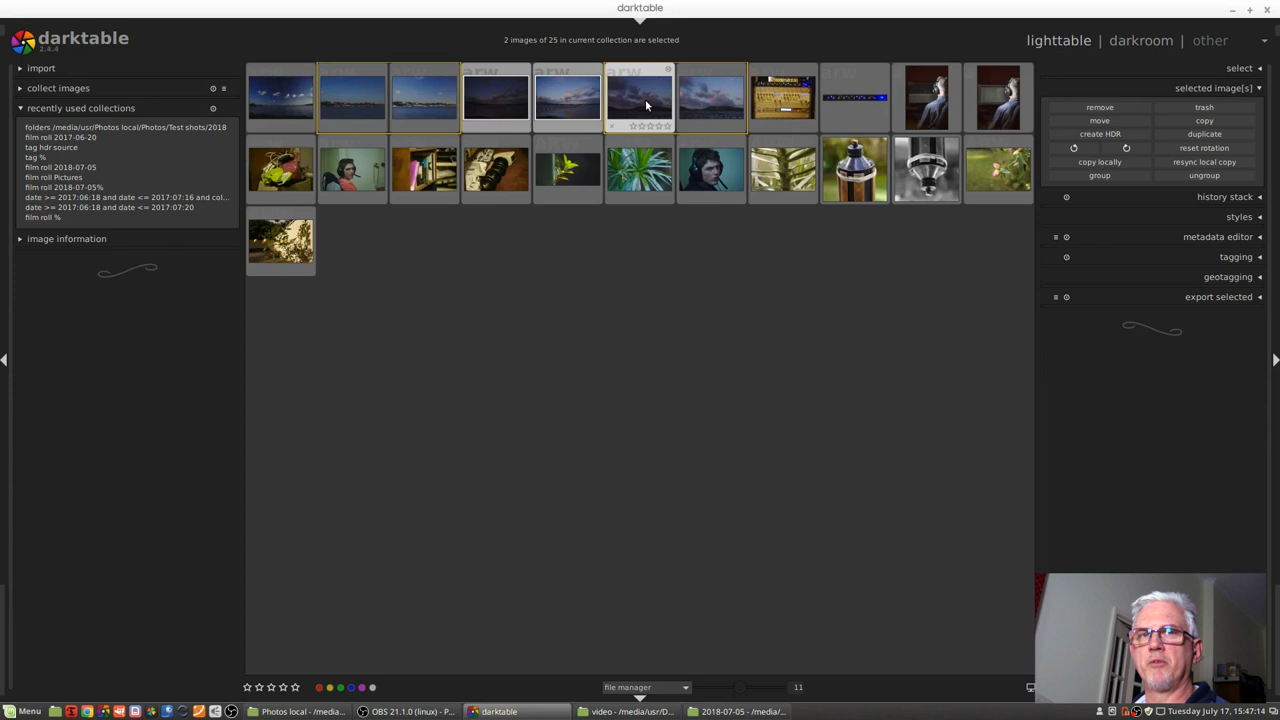 darktable
darktable
2.4.4
2 images of 25 in current collection are selected
lighttable | darkroom | other
import
collect images
recently used collections
folders /media/usr/Photos local/Photos/Test shots/2018
film roll 2017-06-20
tag hdr source
tag %
film roll 2018-07-05
film roll Pictures
film roll 2018-07-05%
date >= 2017:06:18 and date <= 2017:07:16 and col...
date >= 2017:06:18 and date <= 2017:07:20
film roll %
image information
select
selected image[s]
remove
trash
move
copy
create HDR
duplicate
reset rotation
copy locally
resync local copy
group
ungroup
history stack
styles
metadata editor
tagging
geotagging
export selected
file manager
11
Menu
Photos local - /media...
OBS 21.1.0 (linux) - P...
darktable
video - /media/usr/D...
2018-07-05 - /media/...
Tuesday July 17, 15:47:14